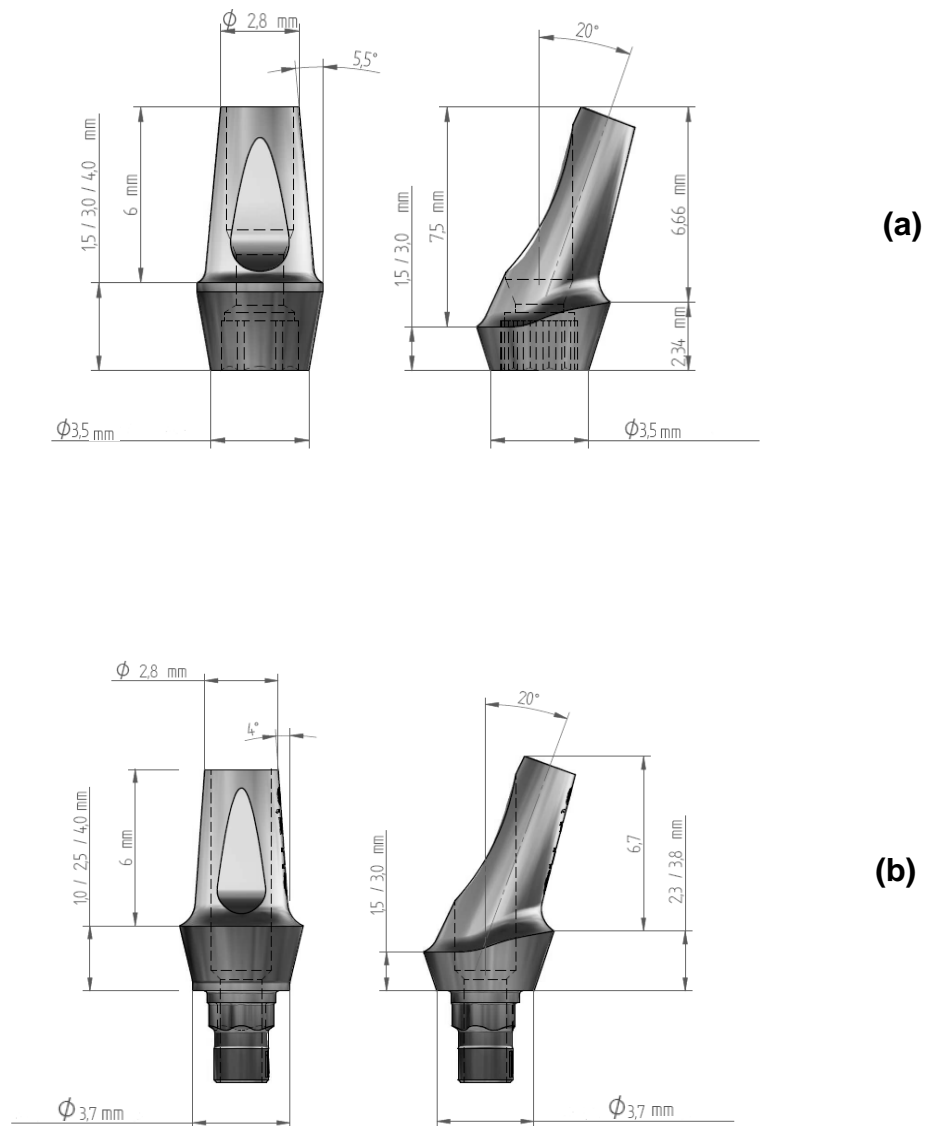 ϕ 2,8 mm
5,5°
20°
1,5 / 3,0 / 4,0 mm
6 mm
1,5 / 3,0 mm
7,5 mm
6,66 mm
(a)
2,34 mm
ϕ3,5 mm
ϕ3,5 mm
ϕ 2,8 mm
4°
20°
1,0 / 2,5 / 4,0 mm
6 mm
1,5 / 3,0 mm
6,7
2,3 / 3,8 mm
(b)
ϕ 3,7 mm
ϕ 3,7 mm